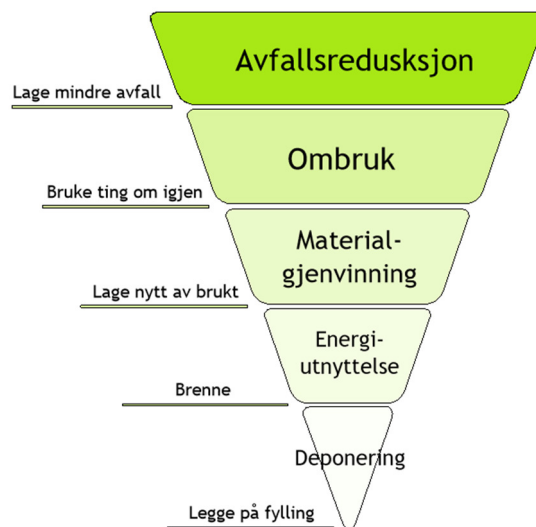 Avfallsredusksjon
Lage mindre avfall
Ombruk
Bruke ting om igjen
Material-
gjenvinning
Lage nytt av brukt
Energi-
utnyttelse
Brenne
Deponering
Legge på fylling